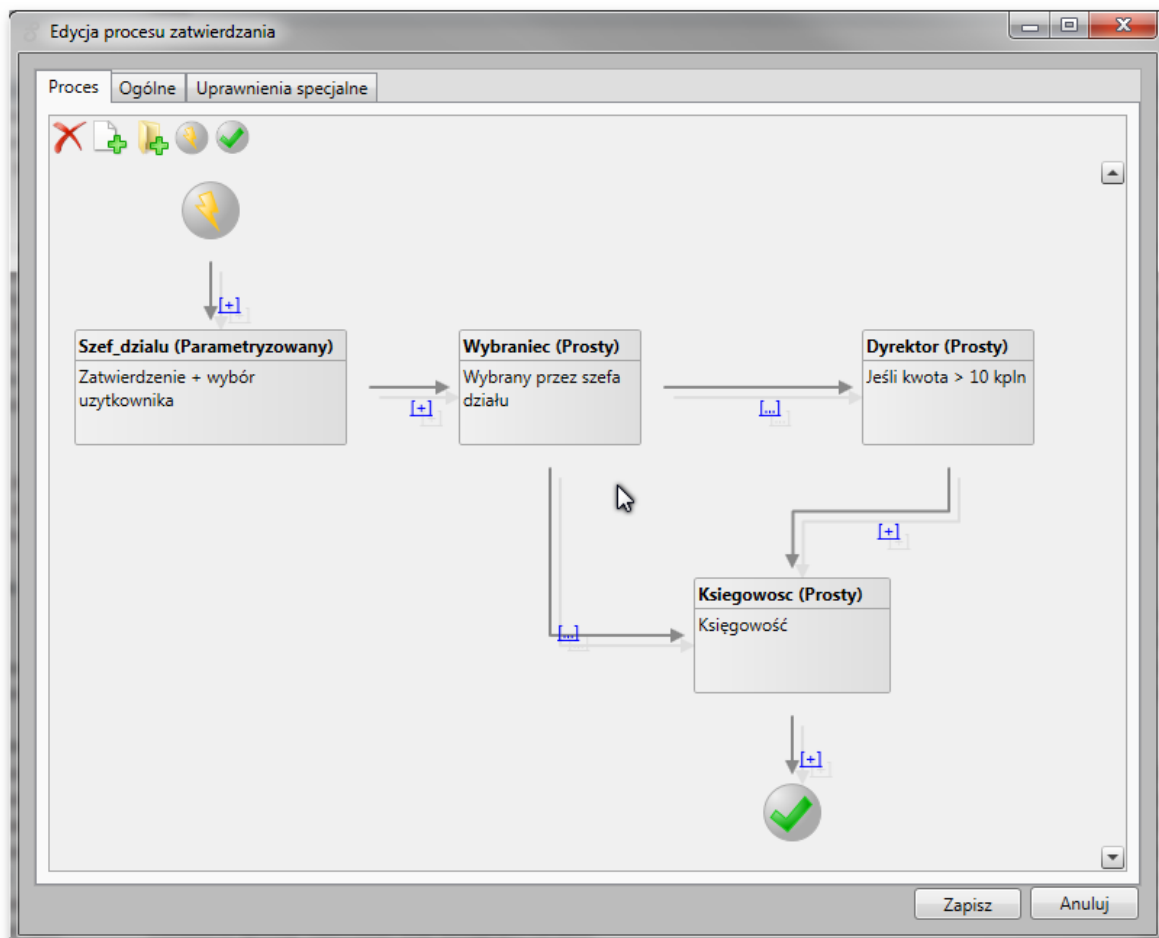 Edycja procesu zatwierdzania
Proces Ogólne Uprawnienia specjalne
[+]
Szef_dzialu (Parametryzowany)
Zatwierdzenie + wybór
uzytkownika
[+]
Wybraniec (Prosty)
Wybrany przez szefa
działu
[...]
Dyrektor (Prosty)
Jeśli kwota > 10 kpln
[+]
[...]
Ksiegowosc (Prosty)
Księgowość
[+]
Zapisz Anuluj